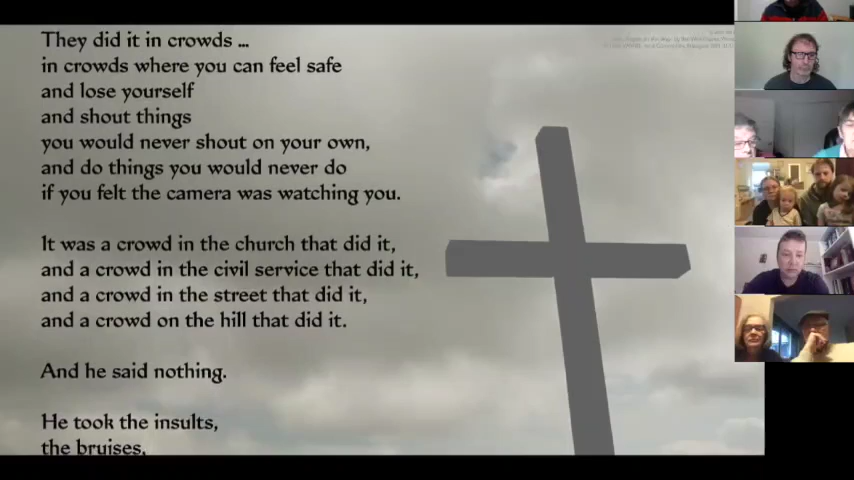 They did it in crowds ...
in crowds where you can feel safe
and lose yourself
and shout things
you would never shout on your own,
and do things you would never do
if you felt the camera was watching you.
It was a crowd in the church that did it,
and a crowd in the civil service that did it,
and a crowd in the street that did it,
and a crowd on the hill that did it.
And he said nothing.
He took the insults,
the bruises,